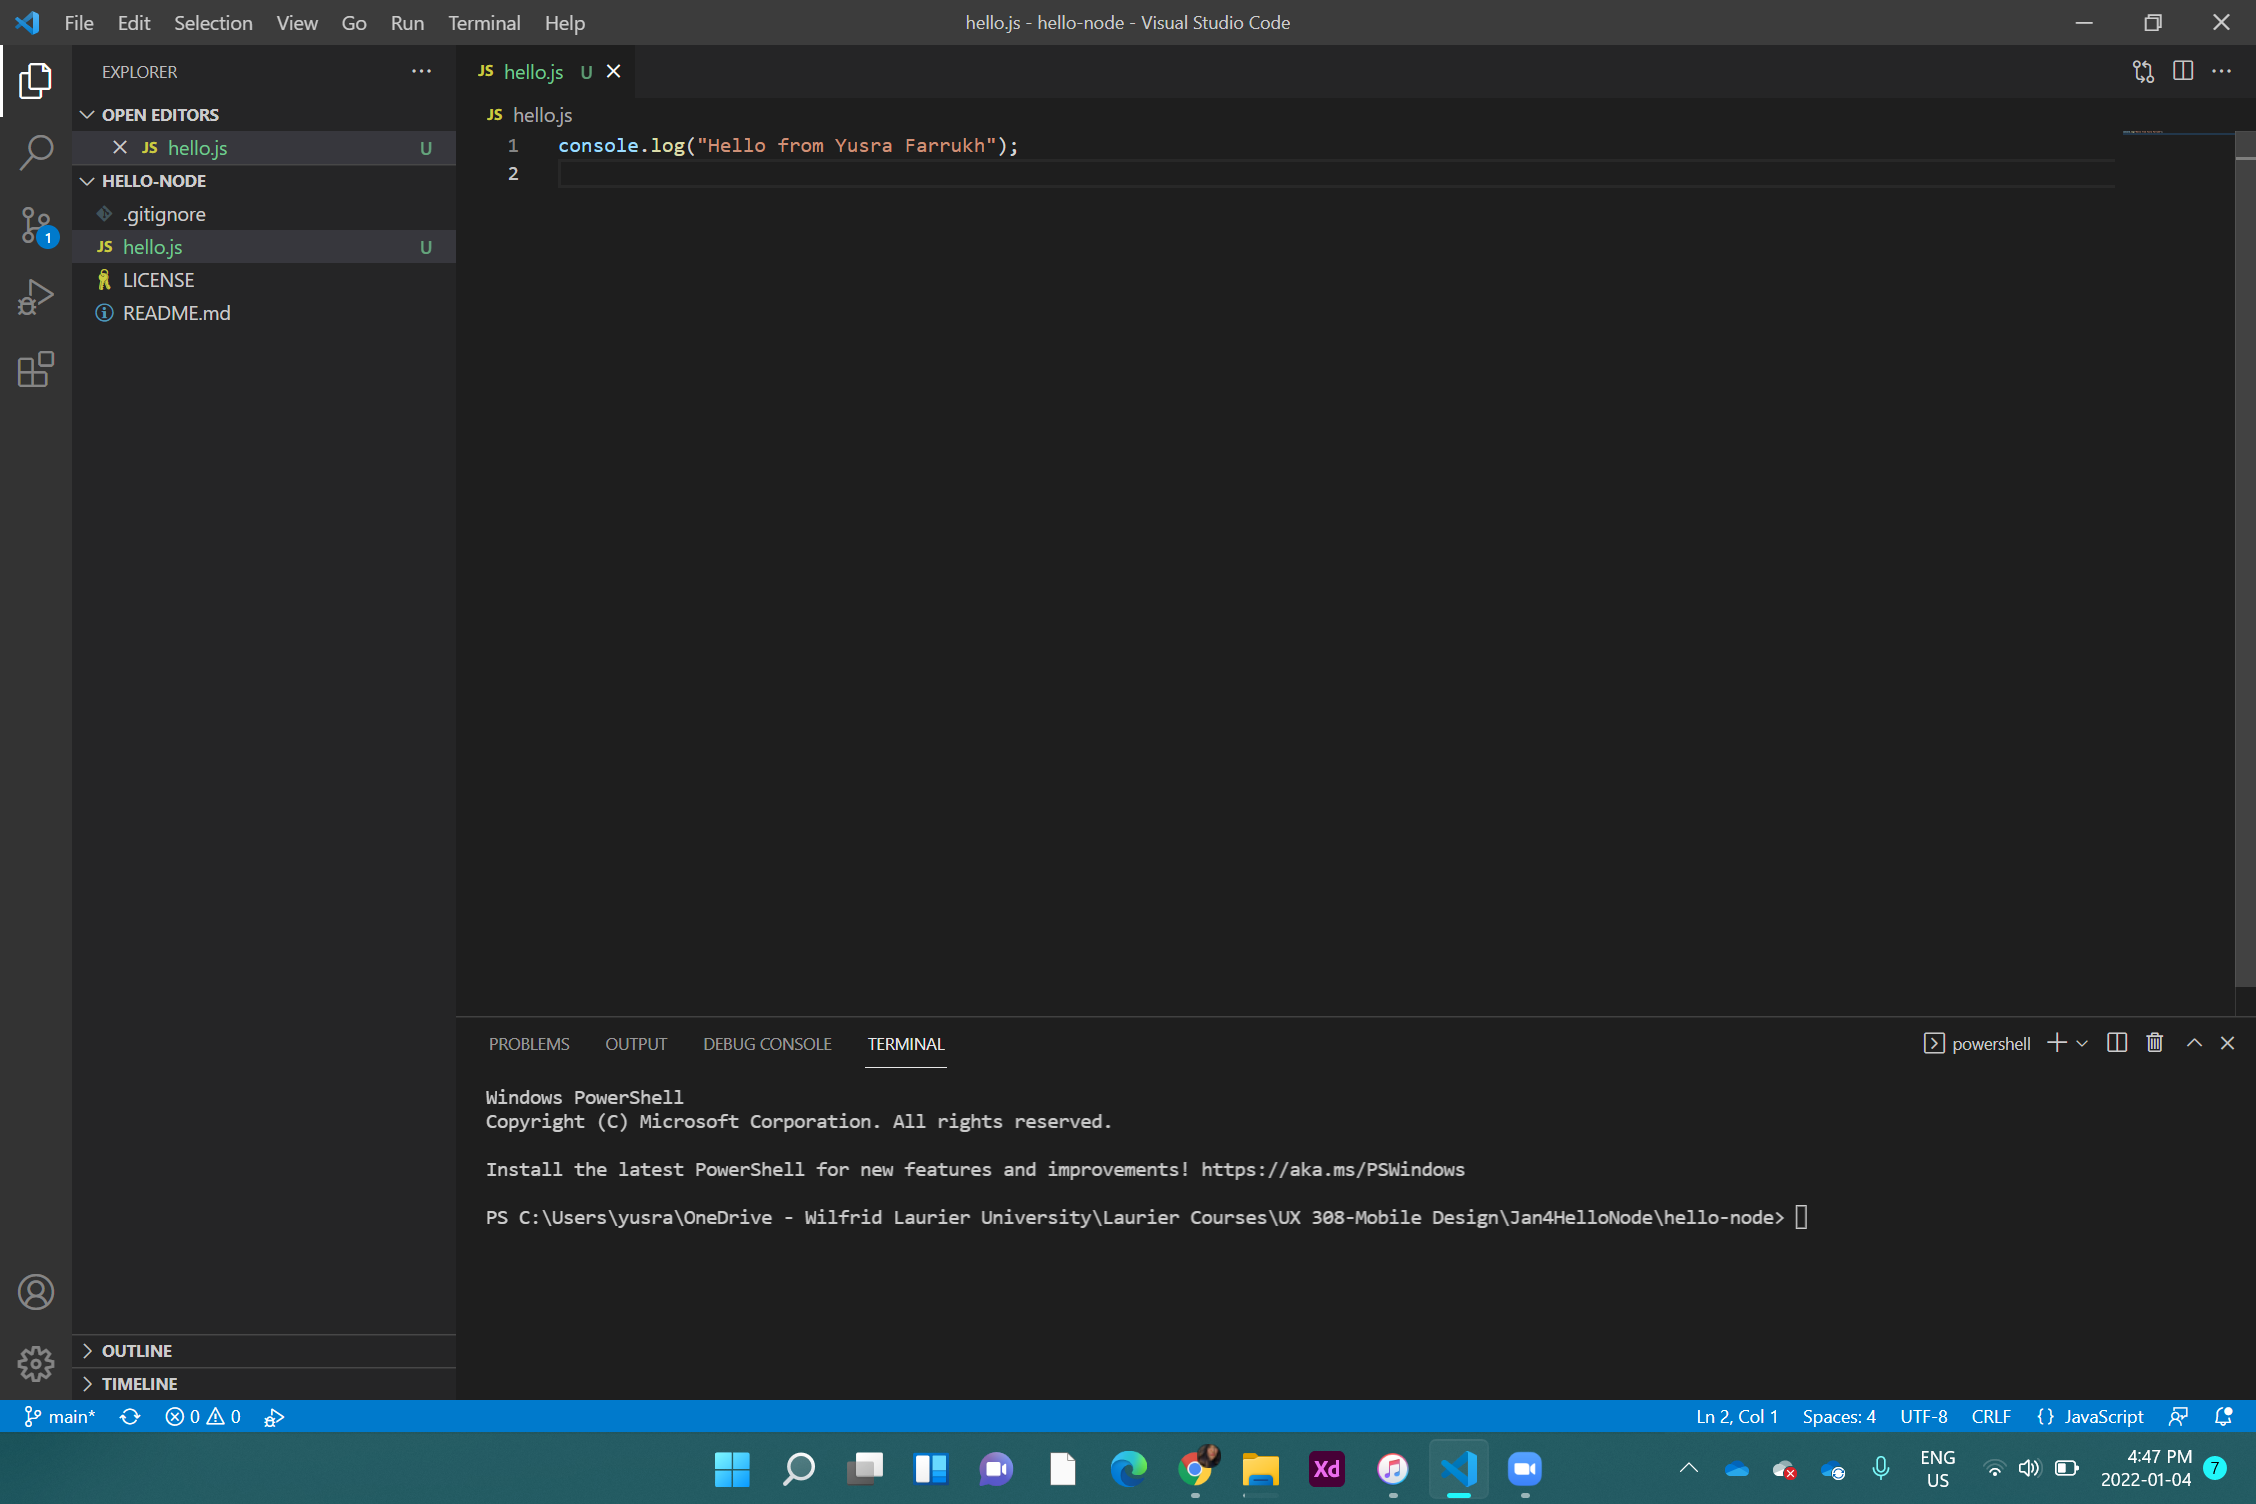 File Edit Selection View Go Run Terminal Help
hello.js - hello-node - Visual Studio Code
EXPLORER
OPEN EDITORS
JS hello.js U
HELLO-NODE
.gitignore
JS hello.js U
LICENSE
README.md
OUTLINE
TIMELINE
1
JS hello.js U
JS hello.js
1 console.log("Hello from Yusra Farrukh");
2
PROBLEMS OUTPUT DEBUG CONSOLE TERMINAL
powershell
Windows PowerShell
Copyright (C) Microsoft Corporation. All rights reserved.
Install the latest PowerShell for new features and improvements! https://aka.ms/PSWindows
PS C:\Users\yusra\OneDrive - Wilfrid Laurier University\Laurier Courses\UX 308-Mobile Design\Jan4HelloNode\hello-node>
main* 0 0
Ln 2, Col 1 Spaces: 4 UTF-8 CRLF {} JavaScript
Xd
ENG
US
4:47 PM
2022-01-04
7